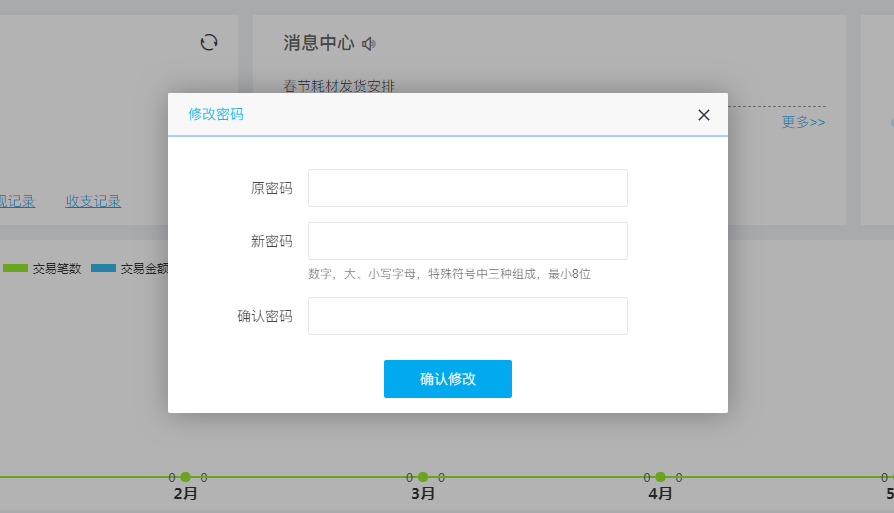 消息中心
春节耗材发货安排
更多>>
修改密码
原密码
新密码
数字，大、小写字母，特殊符号中三种组成，最小8位
确认密码
确认修改
记录
收支记录
交易笔数
交易金额
0 0 0 0 0 0 0
2月 3月 4月 5